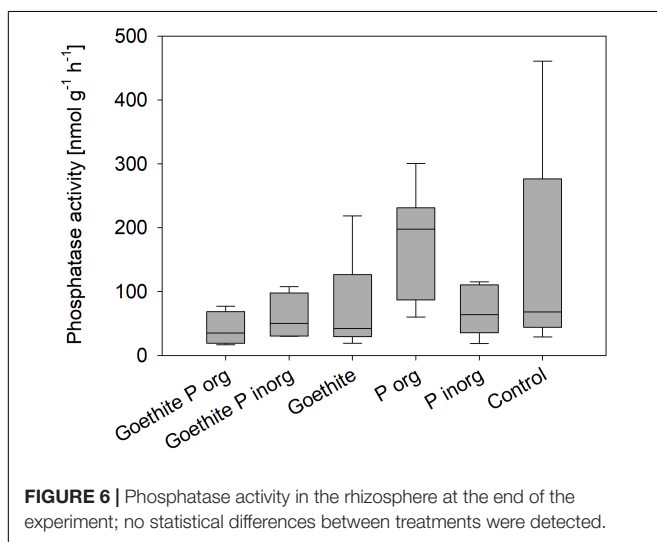 500
400
300
200
100
0
Phosphatase activity [nmol g⁻¹ h⁻¹]
Goethite P org
Goethite P inorg
Goethite
P org
P inorg
Control
FIGURE 6 | Phosphatase activity in the rhizosphere at the end of the
experiment; no statistical differences between treatments were detected.